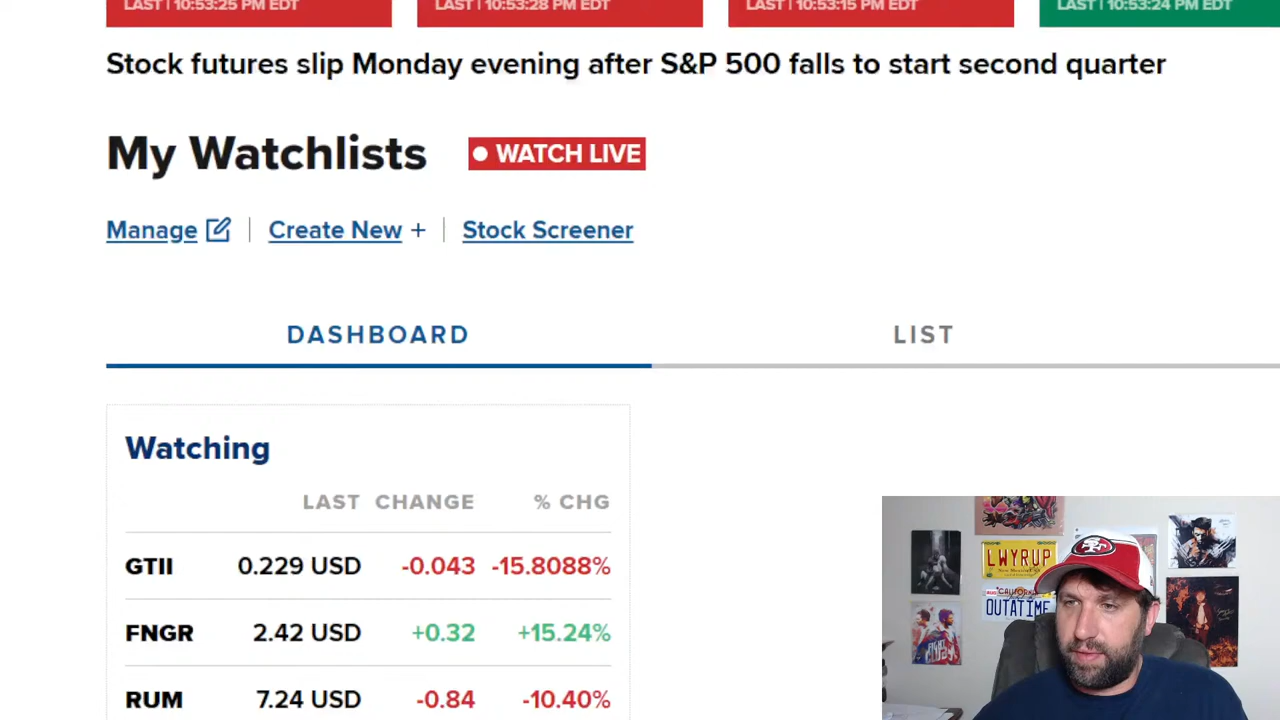 LAST | 10:53:25 PM EDT LAST | 10:53:28 PM EDT LAST | 10:53:15 PM EDT LAST | 10:53:24 PM EDT
Stock futures slip Monday evening after S&P 500 falls to start second quarter
My Watchlists WATCH LIVE
Manage Create New + Stock Screener
DASHBOARD LIST
Watching
LAST CHANGE % CHG
GTII 0.229 USD -0.043 -15.8088%
FNGR 2.42 USD +0.32 +15.24%
RUM 7.24 USD -0.84 -10.40%
LWYRUP
CALIFORNIA
OUTATIME